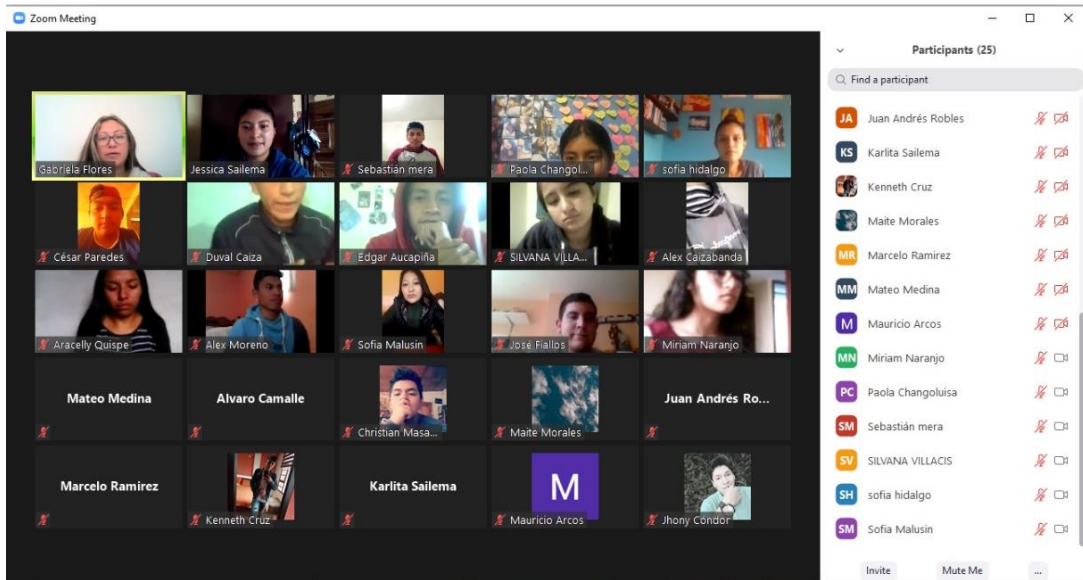 Zoom Meeting
Gabriela Flores
Jessica Sailema
Sebastián mera
Paola Changol...
sofia hidalgo
César Paredes
Duval Caiza
Edgar Aucapiña
SILVANA VILLA...
Alex Caizabanda
Aracelly Quispe
Alex Moreno
Sofia Malusin
José Fiallos
Miriam Naranjo
Mateo Medina
Alvaro Camalle
Christian Masa...
Maite Morales
Juan Andrés Ro...
Marcelo Ramirez
Kenneth Cruz
Karlita Sailema
M
Mauricio Arcos
Jhony Condor
Participants (25)
Find a participant
JA Juan Andrés Robles
KS Karlita Sailema
Kenneth Cruz
Maite Morales
MR Marcelo Ramirez
MM Mateo Medina
M Mauricio Arcos
MN Miriam Naranjo
PC Paola Changoluisa
SM Sebastián mera
SV SILVANA VILLACIS
SH sofia hidalgo
SM Sofia Malusin
Invite Mute Me ...